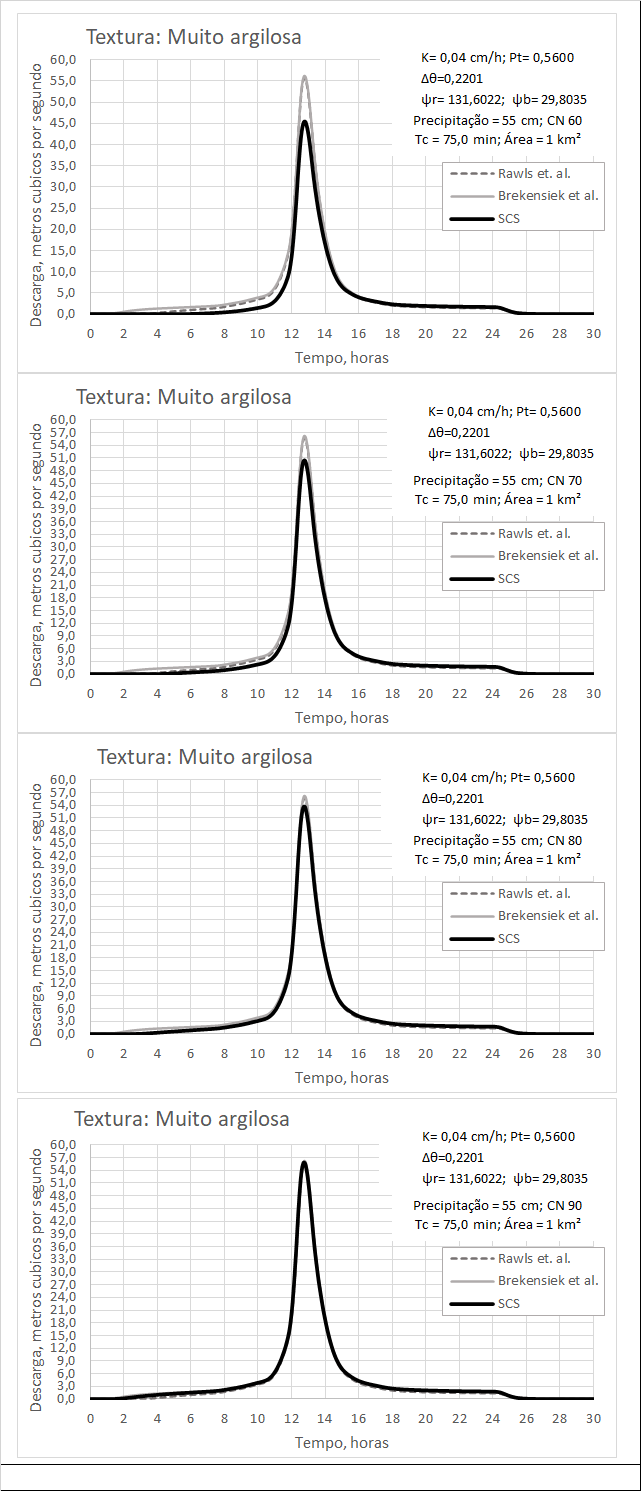 Textura: Muito argilosa
K= 0,04 cm/h; Pt= 0,5600
Δθ=0,2201
ψr= 131,6022;  ψb= 29,8035
Precipitação = 55 cm; CN 60
Tc = 75,0 min; Área = 1 km²
Rawls et. al.
Brekensiek et al.
SCS
Descarga, metros cubicos por segundo
60,0
55,0
50,0
45,0
40,0
35,0
30,0
25,0
20,0
15,0
10,0
5,0
0,0
0 2 4 6 8 10 12 14 16 18 20 22 24 26 28 30
Tempo, horas
Textura: Muito argilosa
K= 0,04 cm/h; Pt= 0,5600
Δθ=0,2201
ψr= 131,6022;  ψb= 29,8035
Precipitação = 55 cm; CN 70
Tc = 75,0 min; Área = 1 km²
Rawls et. al.
Brekensiek et al.
SCS
Descarga, metros cubicos por segundo
60,0
57,0
54,0
51,0
48,0
45,0
42,0
39,0
36,0
33,0
30,0
27,0
24,0
21,0
18,0
15,0
12,0
9,0
6,0
3,0
0,0
0 2 4 6 8 10 12 14 16 18 20 22 24 26 28 30
Tempo, horas
Textura: Muito argilosa
K= 0,04 cm/h; Pt= 0,5600
Δθ=0,2201
ψr= 131,6022;  ψb= 29,8035
Precipitação = 55 cm; CN 80
Tc = 75,0 min; Área = 1 km²
Rawls et. al.
Brekensiek et al.
SCS
Descarga, metros cubicos por segundo
60,0
57,0
54,0
51,0
48,0
45,0
42,0
39,0
36,0
33,0
30,0
27,0
24,0
21,0
18,0
15,0
12,0
9,0
6,0
3,0
0,0
0 2 4 6 8 10 12 14 16 18 20 22 24 26 28 30
Tempo, horas
Textura: Muito argilosa
K= 0,04 cm/h; Pt= 0,5600
Δθ=0,2201
ψr= 131,6022;  ψb= 29,8035
Precipitação = 55 cm; CN 90
Tc = 75,0 min; Área = 1 km²
Rawls et. al.
Brekensiek et al.
SCS
Descarga, metros cubicos por segundo
60,0
57,0
54,0
51,0
48,0
45,0
42,0
39,0
36,0
33,0
30,0
27,0
24,0
21,0
18,0
15,0
12,0
9,0
6,0
3,0
0,0
0 2 4 6 8 10 12 14 16 18 20 22 24 26 28 30
Tempo, horas